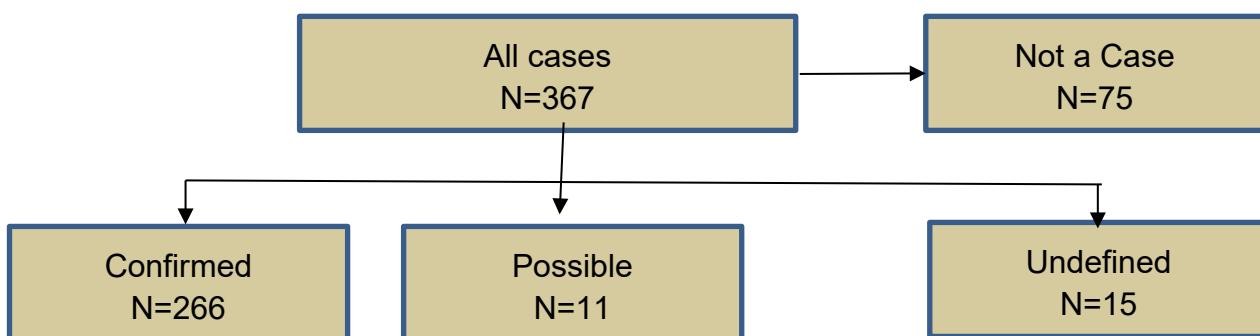 All cases
N=367
Not a Case
N=75
Confirmed
N=266
Possible
N=11
Undefined
N=15